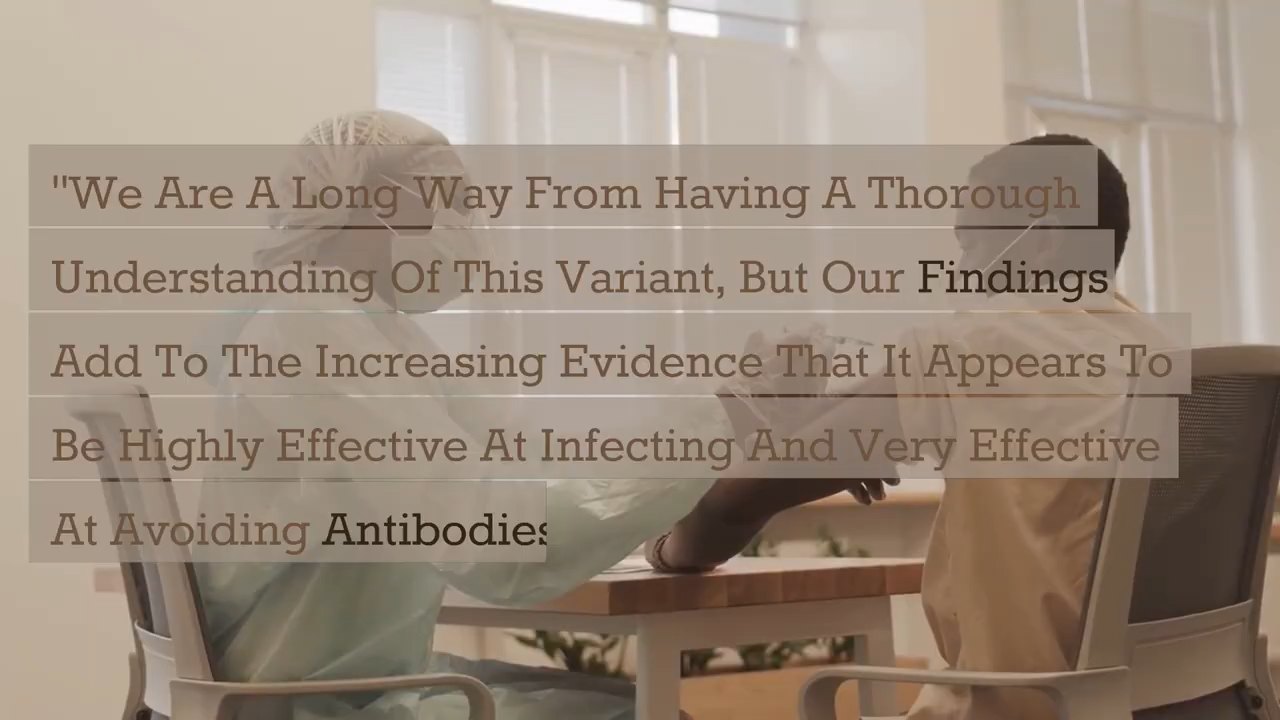 "We Are A Long Way From Having A Thorough
Understanding Of This Variant, But Our Findings
Add To The Increasing Evidence That It Appears To
Be Highly Effective At Infecting And Very Effective
At Avoiding Antibodies